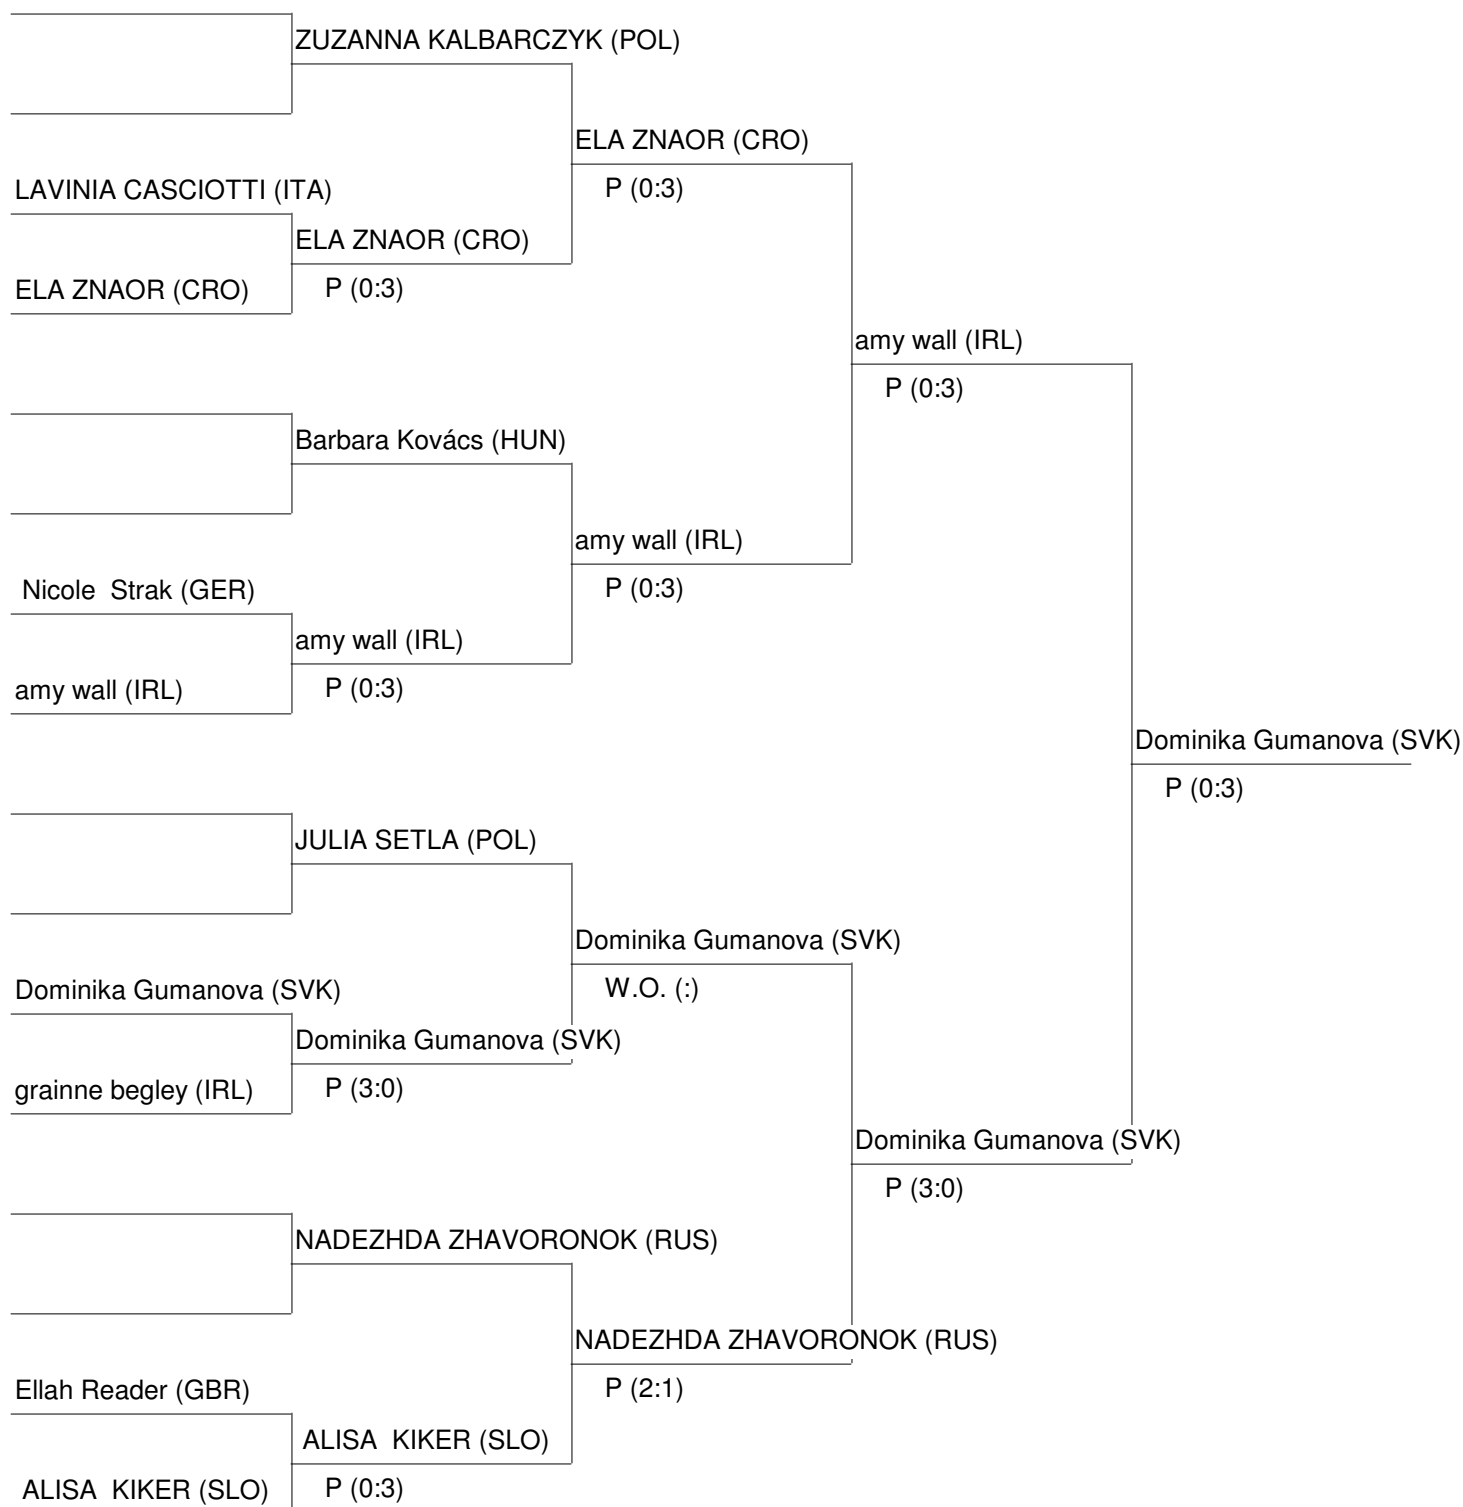 ZUZANNA KALBARCZYK (POL)
ELA ZNAOR (CRO)
LAVINIA CASCIOTTI (ITA)
P (0:3)
ELA ZNAOR (CRO)
ELA ZNAOR (CRO)
P (0:3)
amy wall (IRL)
P (0:3)
Barbara Kovács (HUN)
amy wall (IRL)
Nicole  Strak (GER)
P (0:3)
amy wall (IRL)
amy wall (IRL)
P (0:3)
Dominika Gumanova (SVK)
P (0:3)
JULIA SETLA (POL)
Dominika Gumanova (SVK)
Dominika Gumanova (SVK)
W.O. (:)
Dominika Gumanova (SVK)
grainne begley (IRL)
P (3:0)
Dominika Gumanova (SVK)
P (3:0)
NADEZHDA ZHAVORONOK (RUS)
NADEZHDA ZHAVORONOK (RUS)
Ellah Reader (GBR)
P (2:1)
ALISA  KIKER (SLO)
ALISA  KIKER (SLO)
P (0:3)